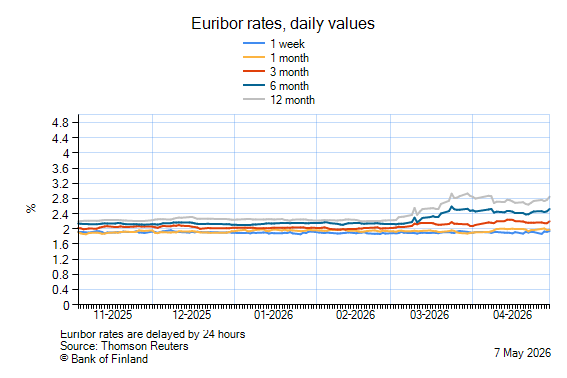 Euribor rates, daily values
1 week
1 month
3 month
6 month
12 month
4.8
4.4
4
3.6
3.2
2.8
2.4
2
1.6
1.2
0.8
0.4
0
%
11-2025
12-2025
01-2026
02-2026
03-2026
04-2026
Euribor rates are delayed by 24 hours
Source: Thomson Reuters
© Bank of Finland
7 May 2026